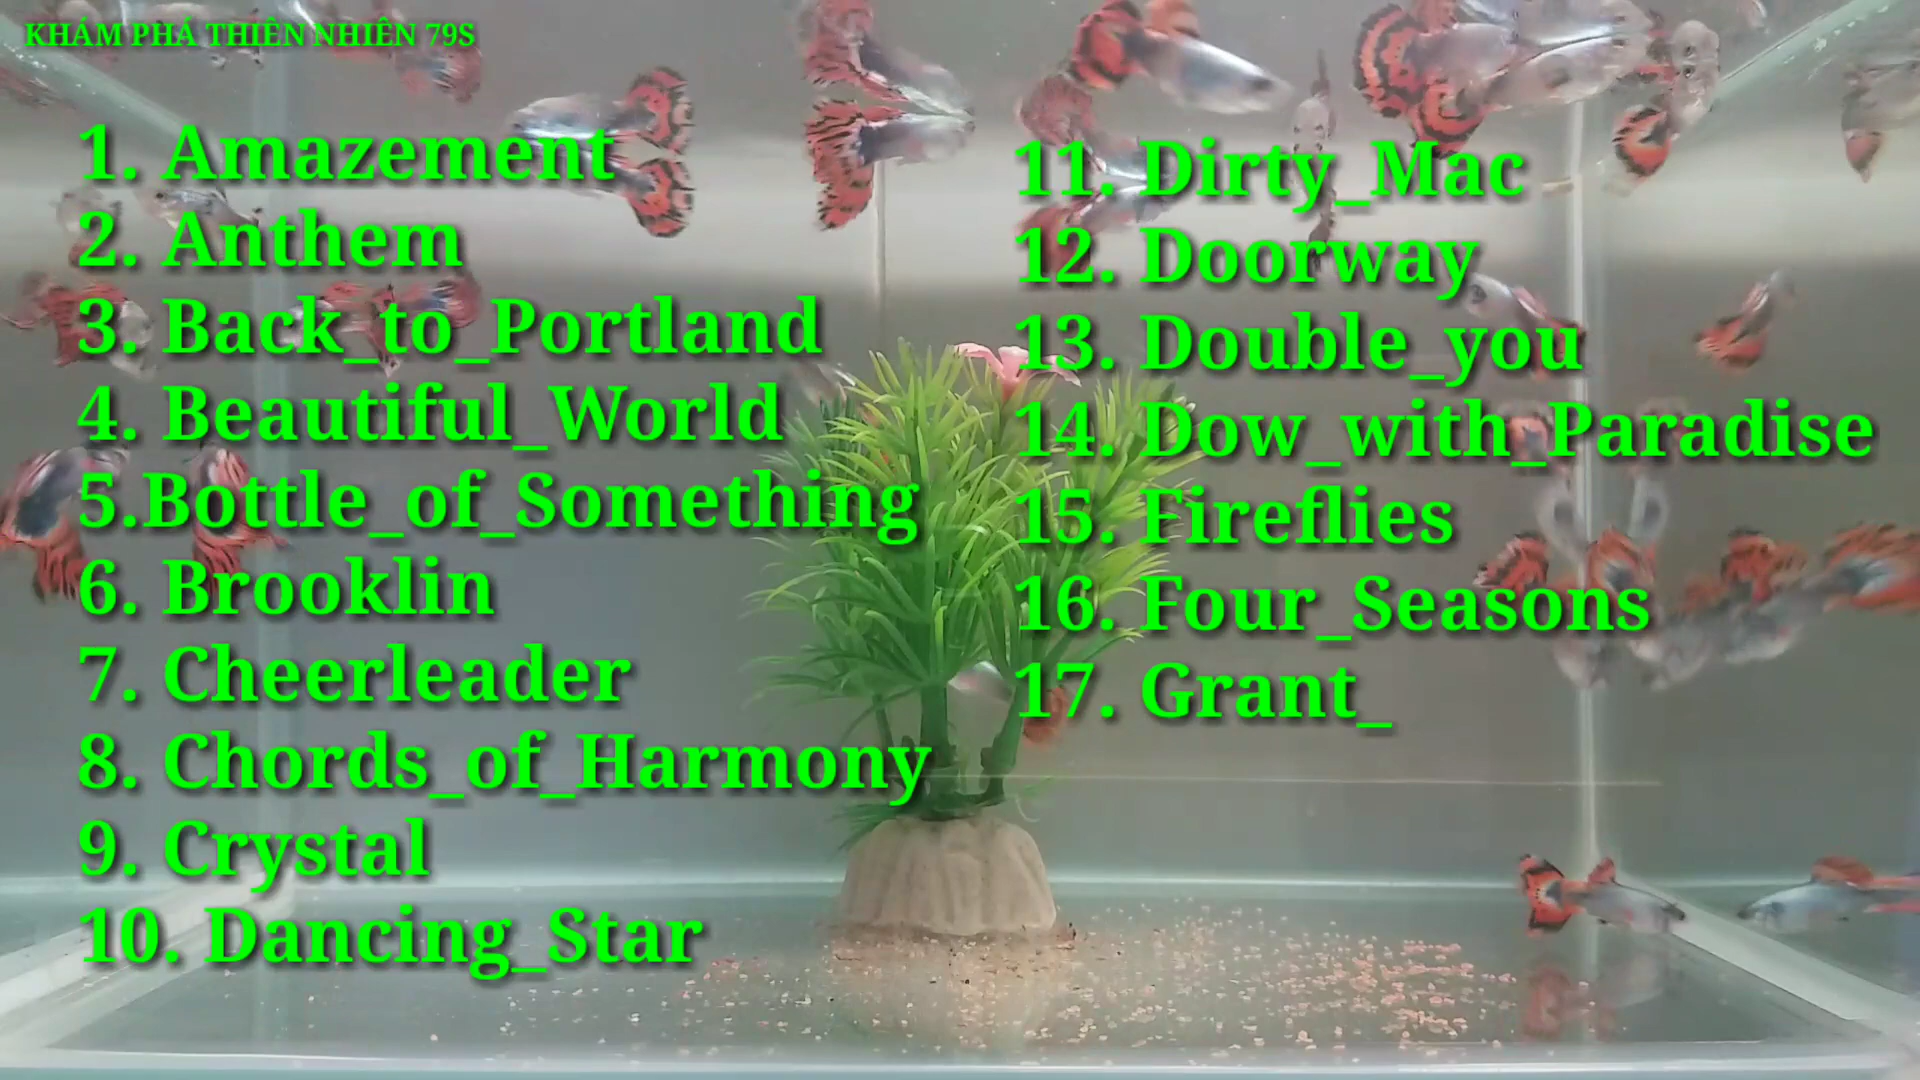 KHÁM PHÁ THIÊN NHIÊN 79S
1. Amazement
2. Anthem
3. Back_to_Portland
4. Beautiful_World
5.Bottle_of_Something
6. Brooklin
7. Cheerleader
8. Chords_of_Harmony
9. Crystal
10. Dancing_Star
11. Dirty_Mac
12. Doorway
13. Double_you
14. Dow_with_Paradise
15. Fireflies
16. Four_Seasons
17. Grant_